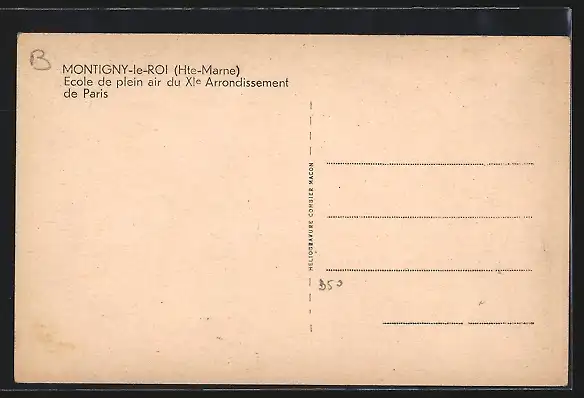 B
MONTIGNY-le-ROI (Hte-Marne)
Ecole de plein air du XIe Arrondissement
de Paris
HELIOGRAVURE COMBIER MACON
350